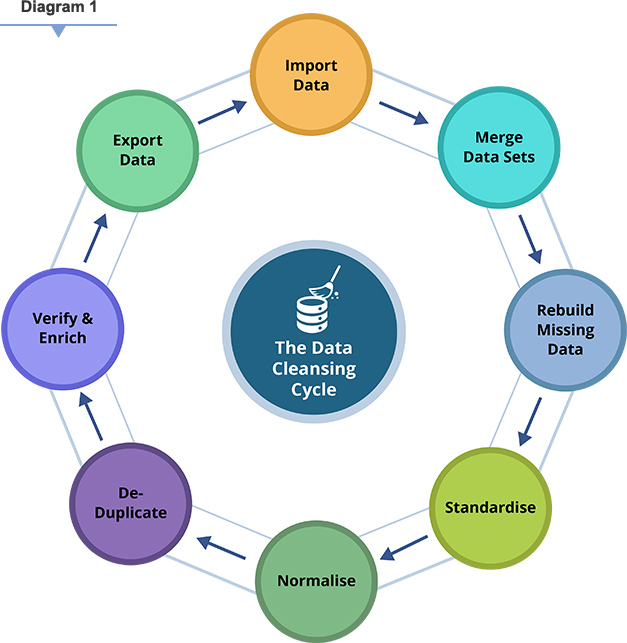 Diagram 1
Import
Data
Merge
Data Sets
Rebuild
Missing
Data
Standardise
Normalise
De-
Duplicate
Verify &
Enrich
Export
Data
The Data
Cleansing
Cycle